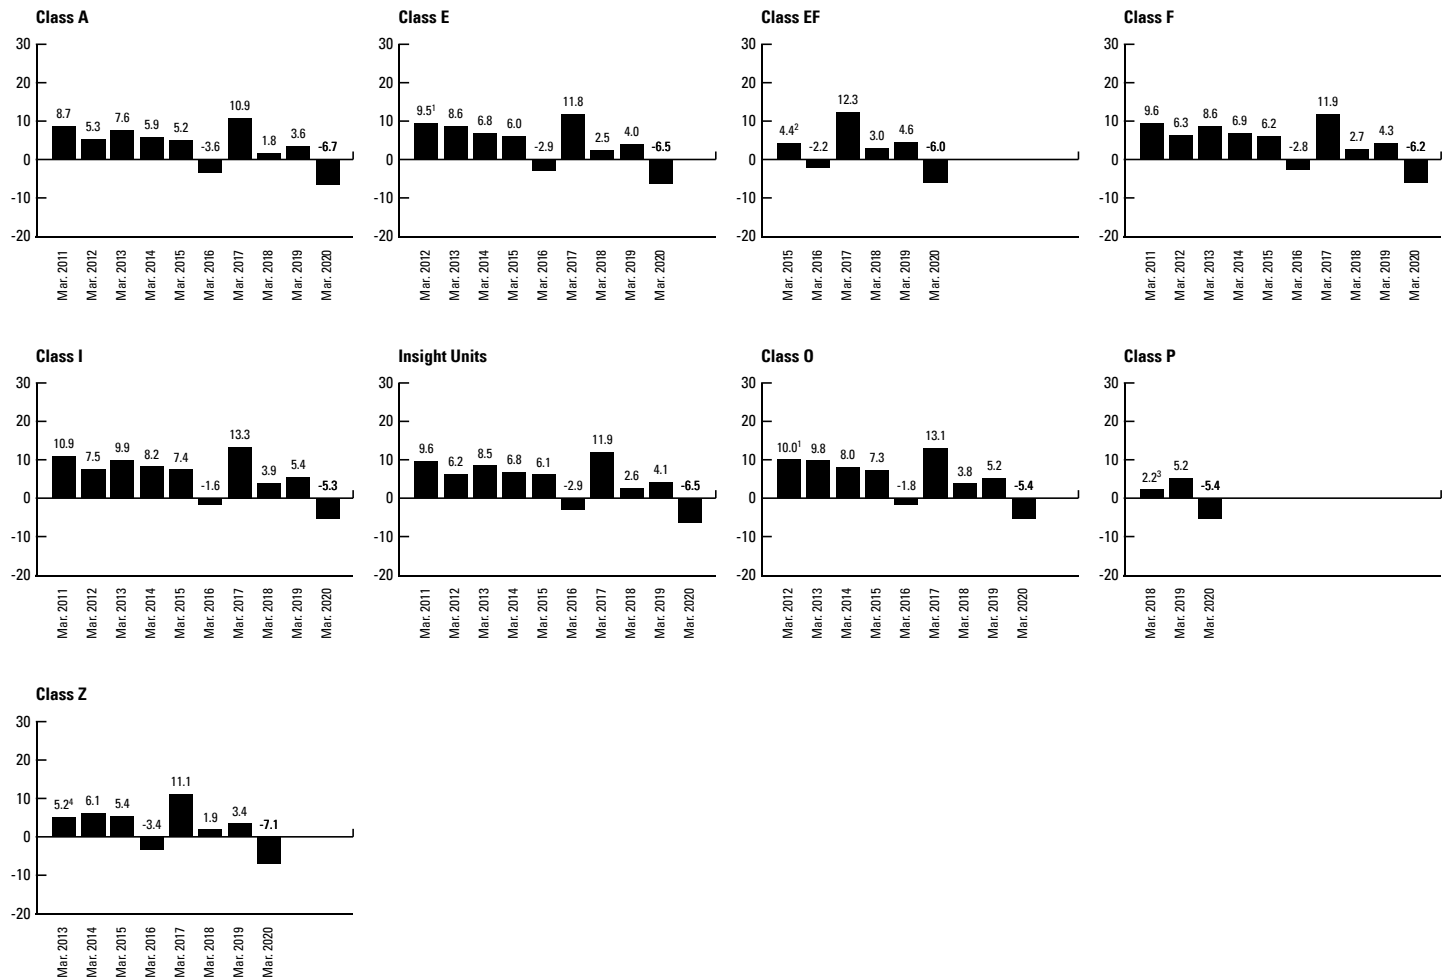 Class A
30
20
10
0
-10
-20
8.7 5.3 7.6 5.9 5.2 -3.6 10.9 1.8 3.6 -6.7
Mar. 2011 Mar. 2012 Mar. 2013 Mar. 2014 Mar. 2015 Mar. 2016 Mar. 2017 Mar. 2018 Mar. 2019 Mar. 2020
Class E
30
20
10
0
-10
-20
9.5¹ 8.6 6.8 6.0 -2.9 11.8 2.5 4.0 -6.5
Mar. 2012 Mar. 2013 Mar. 2014 Mar. 2015 Mar. 2016 Mar. 2017 Mar. 2018 Mar. 2019 Mar. 2020
Class EF
30
20
10
0
-10
-20
4.4² -2.2 12.3 3.0 4.6 -6.0
Mar. 2015 Mar. 2016 Mar. 2017 Mar. 2018 Mar. 2019 Mar. 2020
Class F
30
20
10
0
-10
-20
9.6 6.3 8.6 6.9 6.2 -2.8 11.9 2.7 4.3 -6.2
Mar. 2011 Mar. 2012 Mar. 2013 Mar. 2014 Mar. 2015 Mar. 2016 Mar. 2017 Mar. 2018 Mar. 2019 Mar. 2020
Class I
30
20
10
0
-10
-20
10.9 7.5 9.9 8.2 7.4 -1.6 13.3 3.9 5.4 -5.3
Mar. 2011 Mar. 2012 Mar. 2013 Mar. 2014 Mar. 2015 Mar. 2016 Mar. 2017 Mar. 2018 Mar. 2019 Mar. 2020
Insight Units
30
20
10
0
-10
-20
9.6 6.2 8.5 6.8 6.1 -2.9 11.9 2.6 4.1 -6.5
Mar. 2011 Mar. 2012 Mar. 2013 Mar. 2014 Mar. 2015 Mar. 2016 Mar. 2017 Mar. 2018 Mar. 2019 Mar. 2020
Class O
30
20
10
0
-10
-20
10.0¹ 9.8 8.0 7.3 -1.8 13.1 3.8 5.2 -5.4
Mar. 2012 Mar. 2013 Mar. 2014 Mar. 2015 Mar. 2016 Mar. 2017 Mar. 2018 Mar. 2019 Mar. 2020
Class P
30
20
10
0
-10
-20
2.2³ 5.2 -5.4
Mar. 2018 Mar. 2019 Mar. 2020
Class Z
30
20
10
0
-10
-20
5.2⁴ 6.1 5.4 -3.4 11.1 1.9 3.4 -7.1
Mar. 2013 Mar. 2014 Mar. 2015 Mar. 2016 Mar. 2017 Mar. 2018 Mar. 2019 Mar. 2020